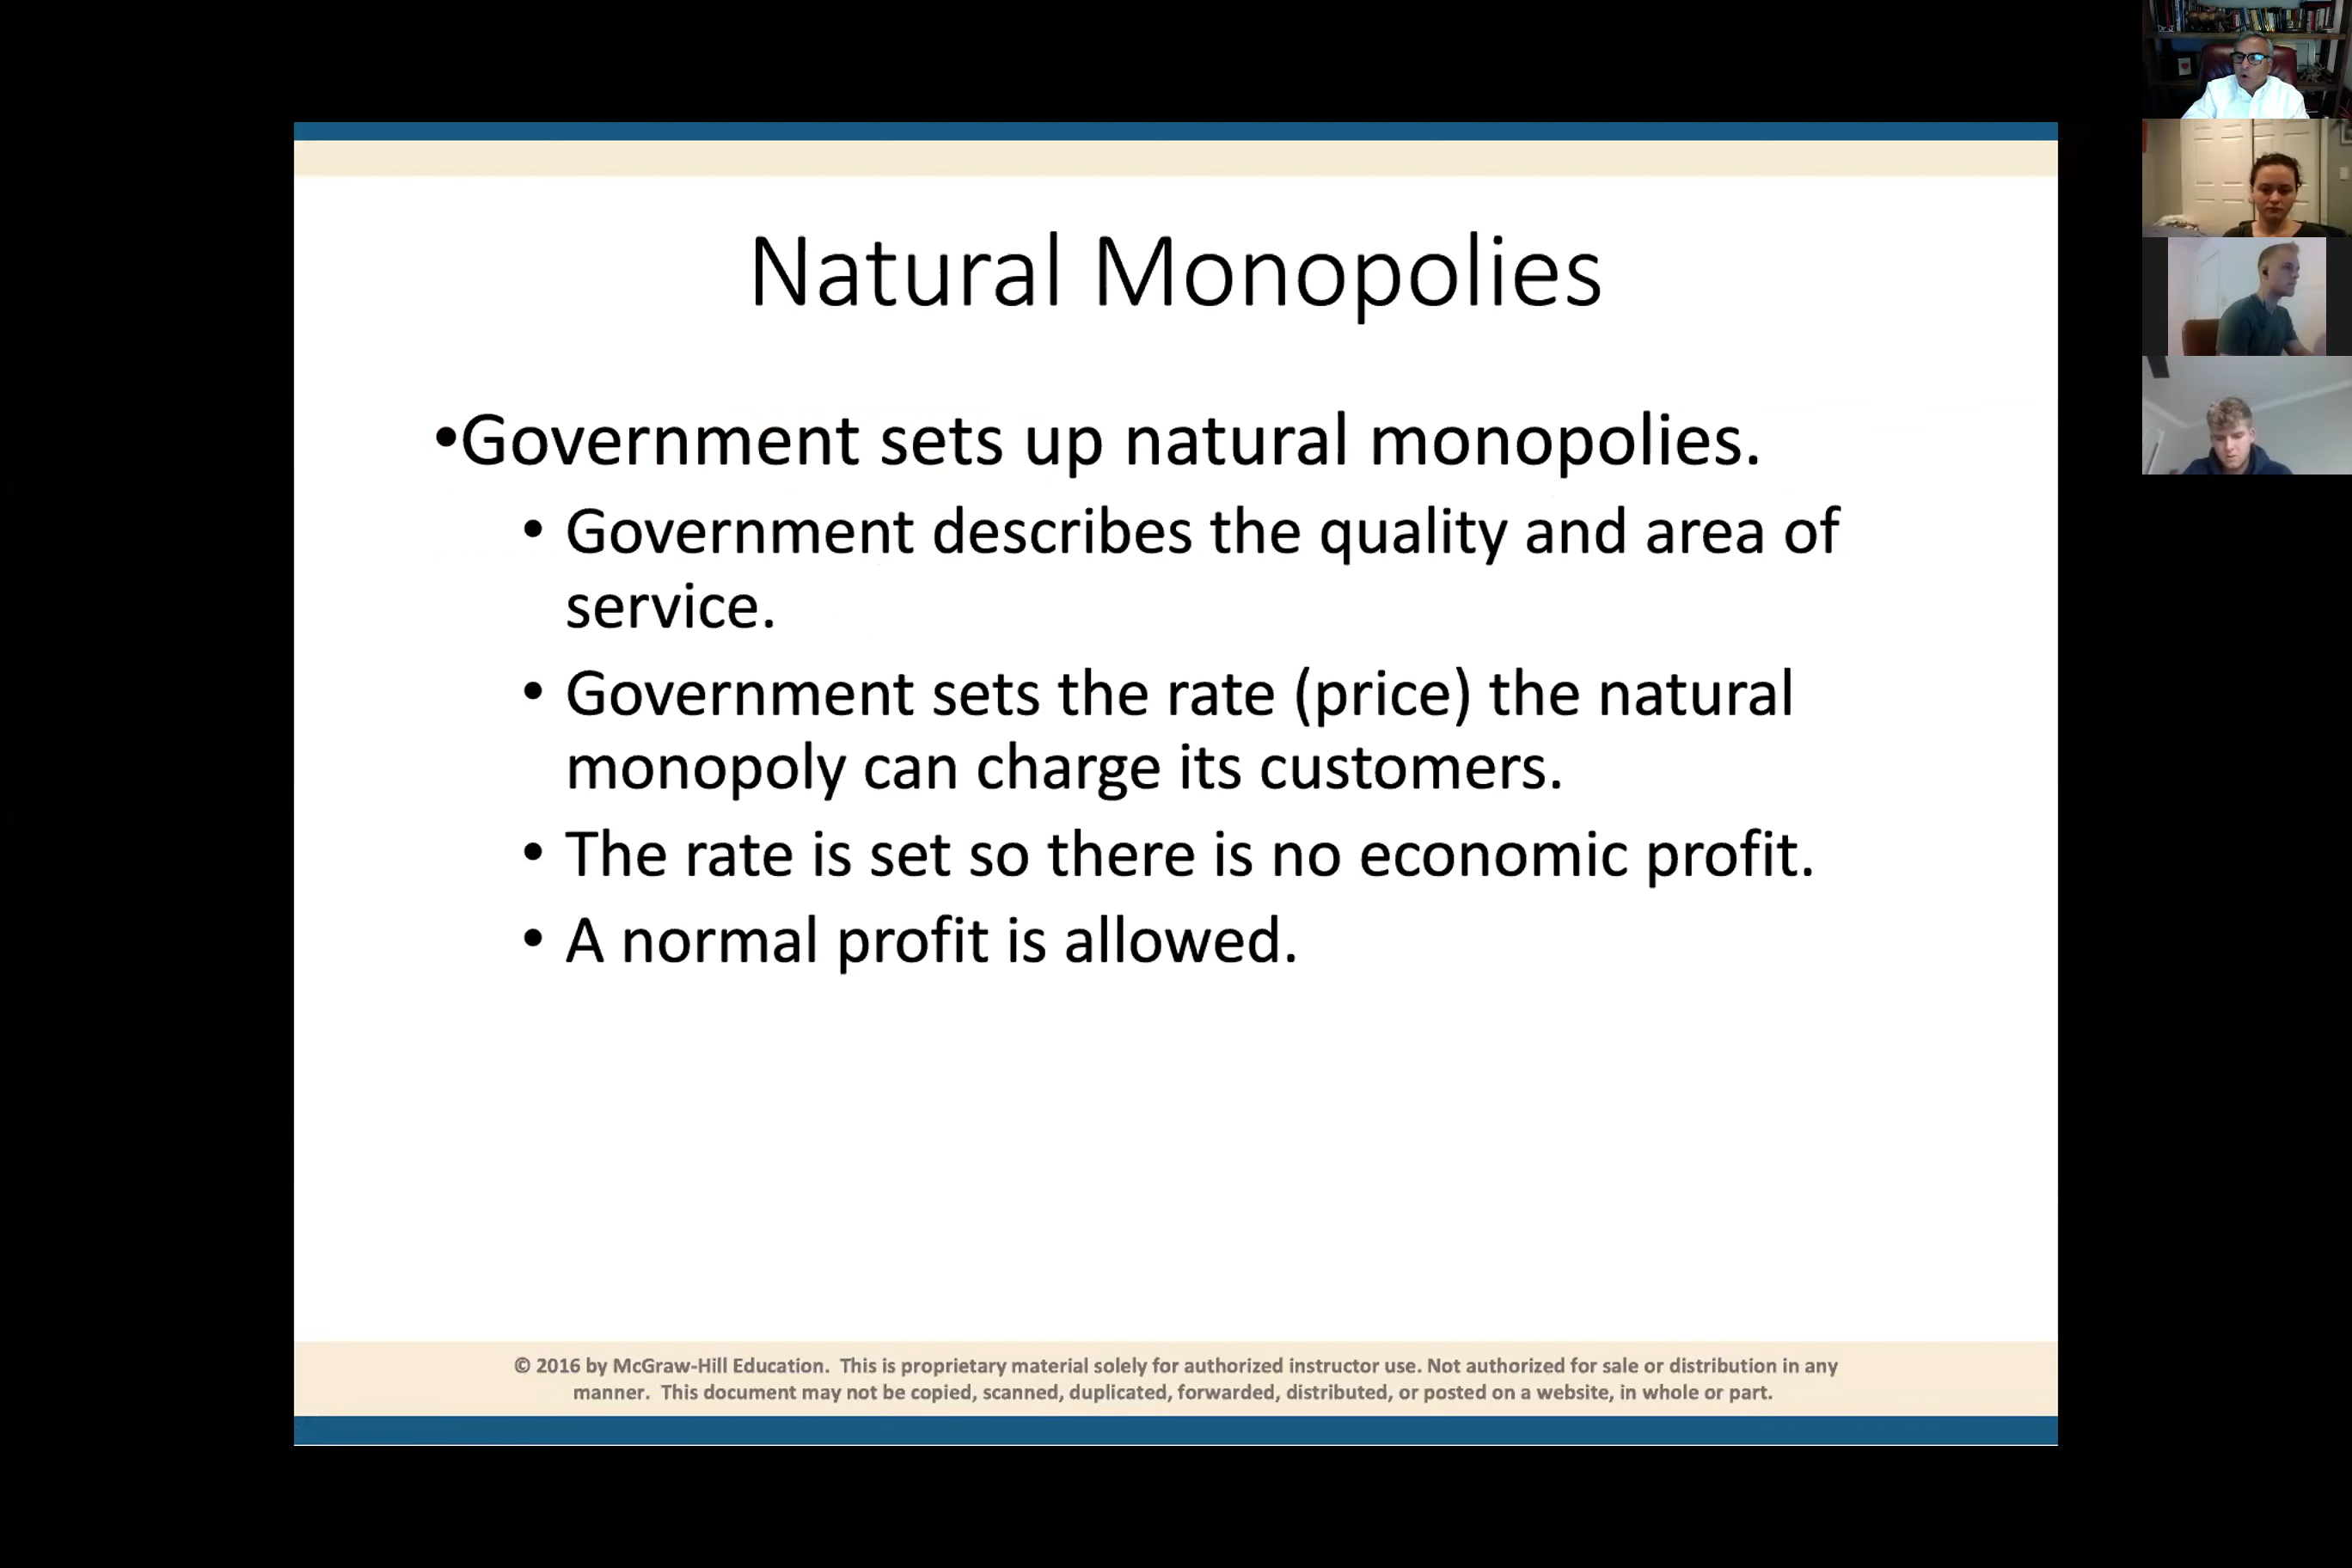 Natural Monopolies
•Government sets up natural monopolies.
• Government describes the quality and area of
service.
• Government sets the rate (price) the natural
monopoly can charge its customers.
• The rate is set so there is no economic profit.
• A normal profit is allowed.
© 2016 by McGraw-Hill Education.  This is proprietary material solely for authorized instructor use. Not authorized for sale or distribution in any
manner.  This document may not be copied, scanned, duplicated, forwarded, distributed, or posted on a website, in whole or part.